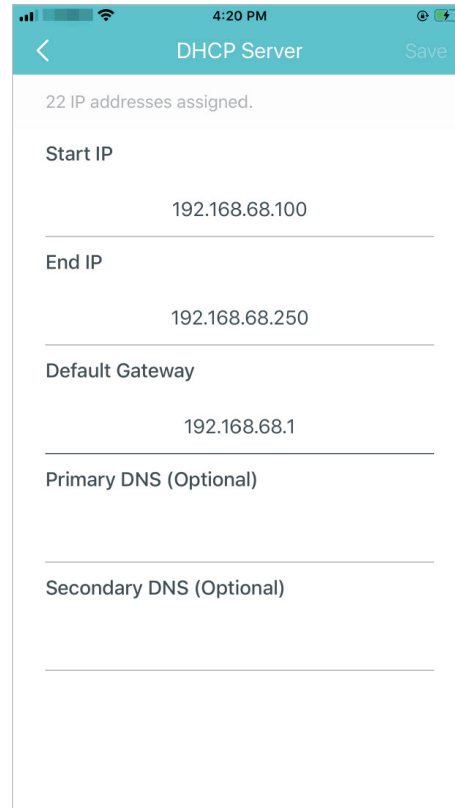 4:20 PM
DHCP Server
Save
22 IP addresses assigned.
Start IP
192.168.68.100
End IP
192.168.68.250
Default Gateway
192.168.68.1
Primary DNS (Optional)
Secondary DNS (Optional)